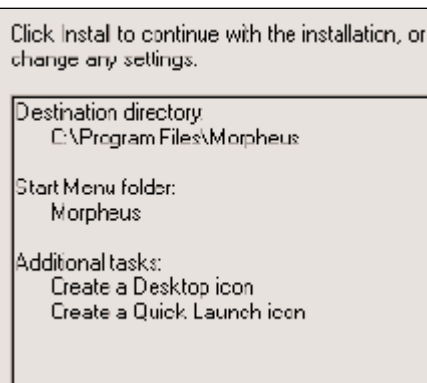 Click Instal to continue with the installation, or
change any settings.
Destination directory:
C:\Program Files\Morpheus
Start Menu folder:
Morpheus
Additional tasks:
Create a Desktop icon
Create a Quick Launch icon